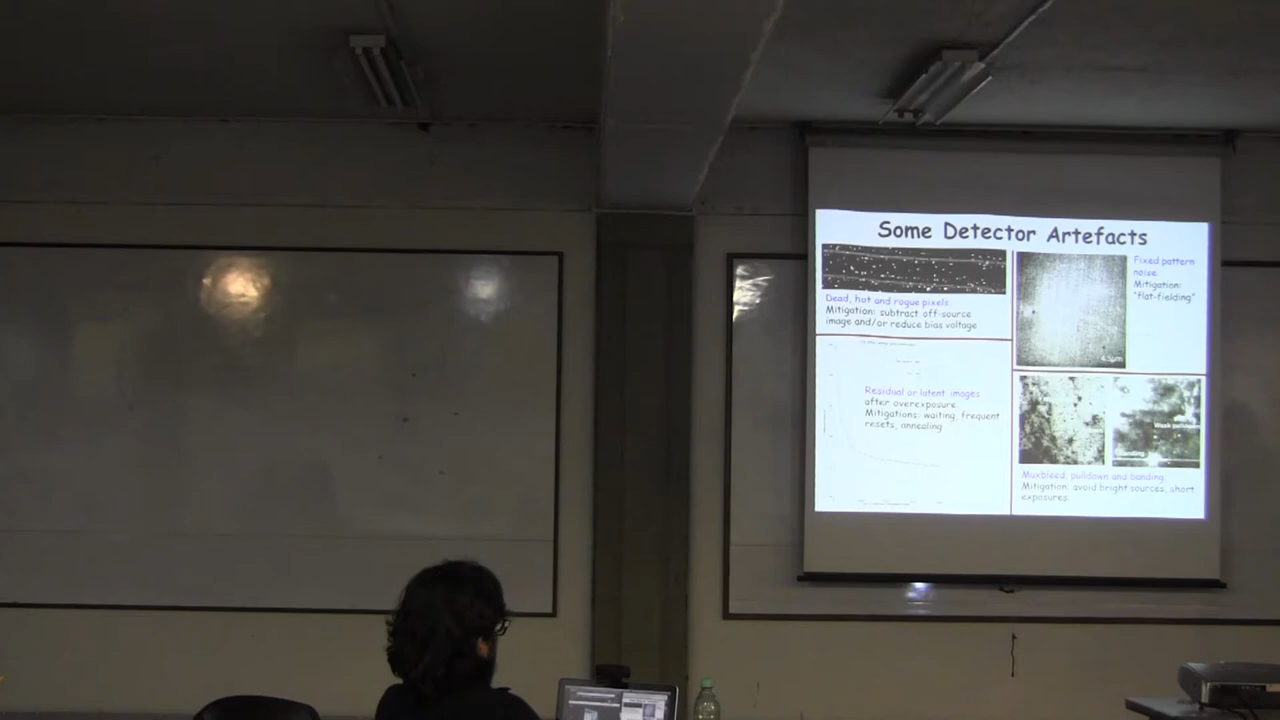 Some Detector Artefacts
Dead, hot and rogue pixels
Mitigation: subtract off-source
image and/or reduce bias voltage
Fixed pattern
noise
Mitigation:
"flat-fielding"
4.5μm
Residual or latent images
after overexposure.
Mitigations: waiting, frequent
resets, annealing
Muxbleed, pulldown and banding
Mitigation: avoid bright sources, short
exposures.